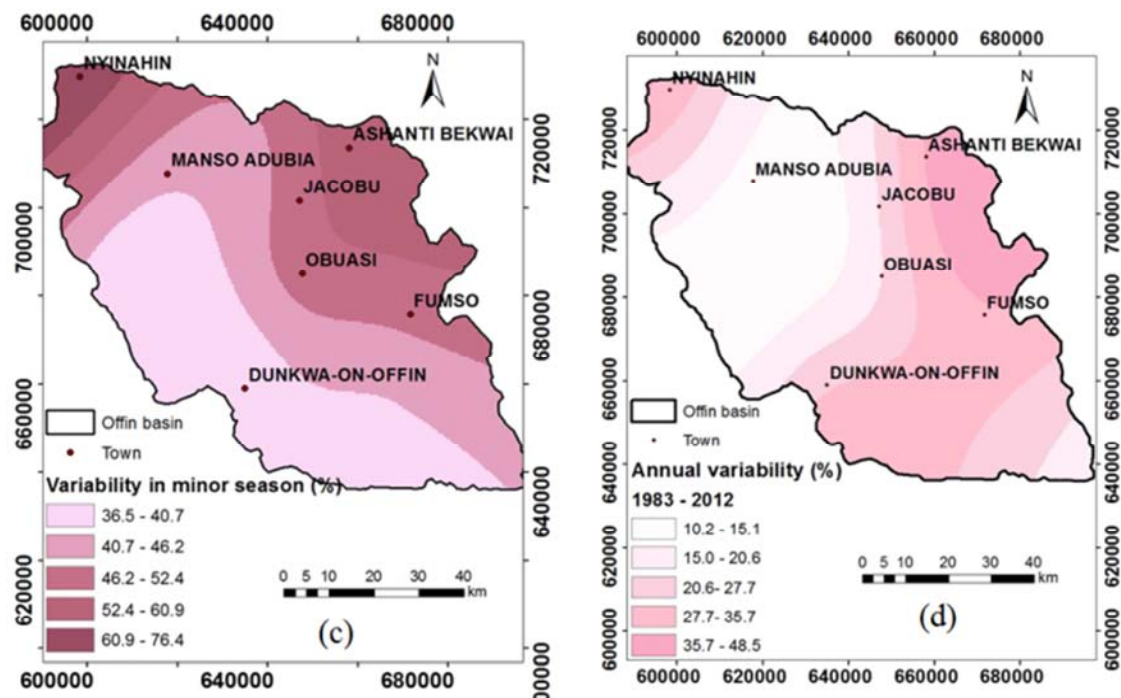 600000 640000 680000
N
NYINAHIN
ASHANTI BEKWAI
MANSO ADUBIA
JACOBU
OBUASI
FUMSO
DUNKWA-ON-OFFIN
720000
700000
680000
660000
640000
620000
600000
Offin basin
Town
Variability in minor season (%)
36.5 - 40.7
40.7 - 46.2
46.2 - 52.4
52.4 - 60.9
60.9 - 76.4
0 5 10 20 30 40
km
(c)
600000 640000 680000
600000 620000 640000 660000 680000
N
NYINAHIN
ASHANTI BEKWAI
MANSO ADUBIA
JACOBU
OBUASI
FUMSO
DUNKWA-ON-OFFIN
720000 720000
700000 700000
680000 680000
660000 660000
640000 640000
620000 620000
600000 600000
Offin basin
Town
Annual variability (%)
1983 - 2012
10.2 - 15.1
15.0 - 20.6
20.6 - 27.7
27.7- 35.7
35.7 - 48.5
0 5 10 20 30 40
km
(d)
600000 620000 640000 660000 680000